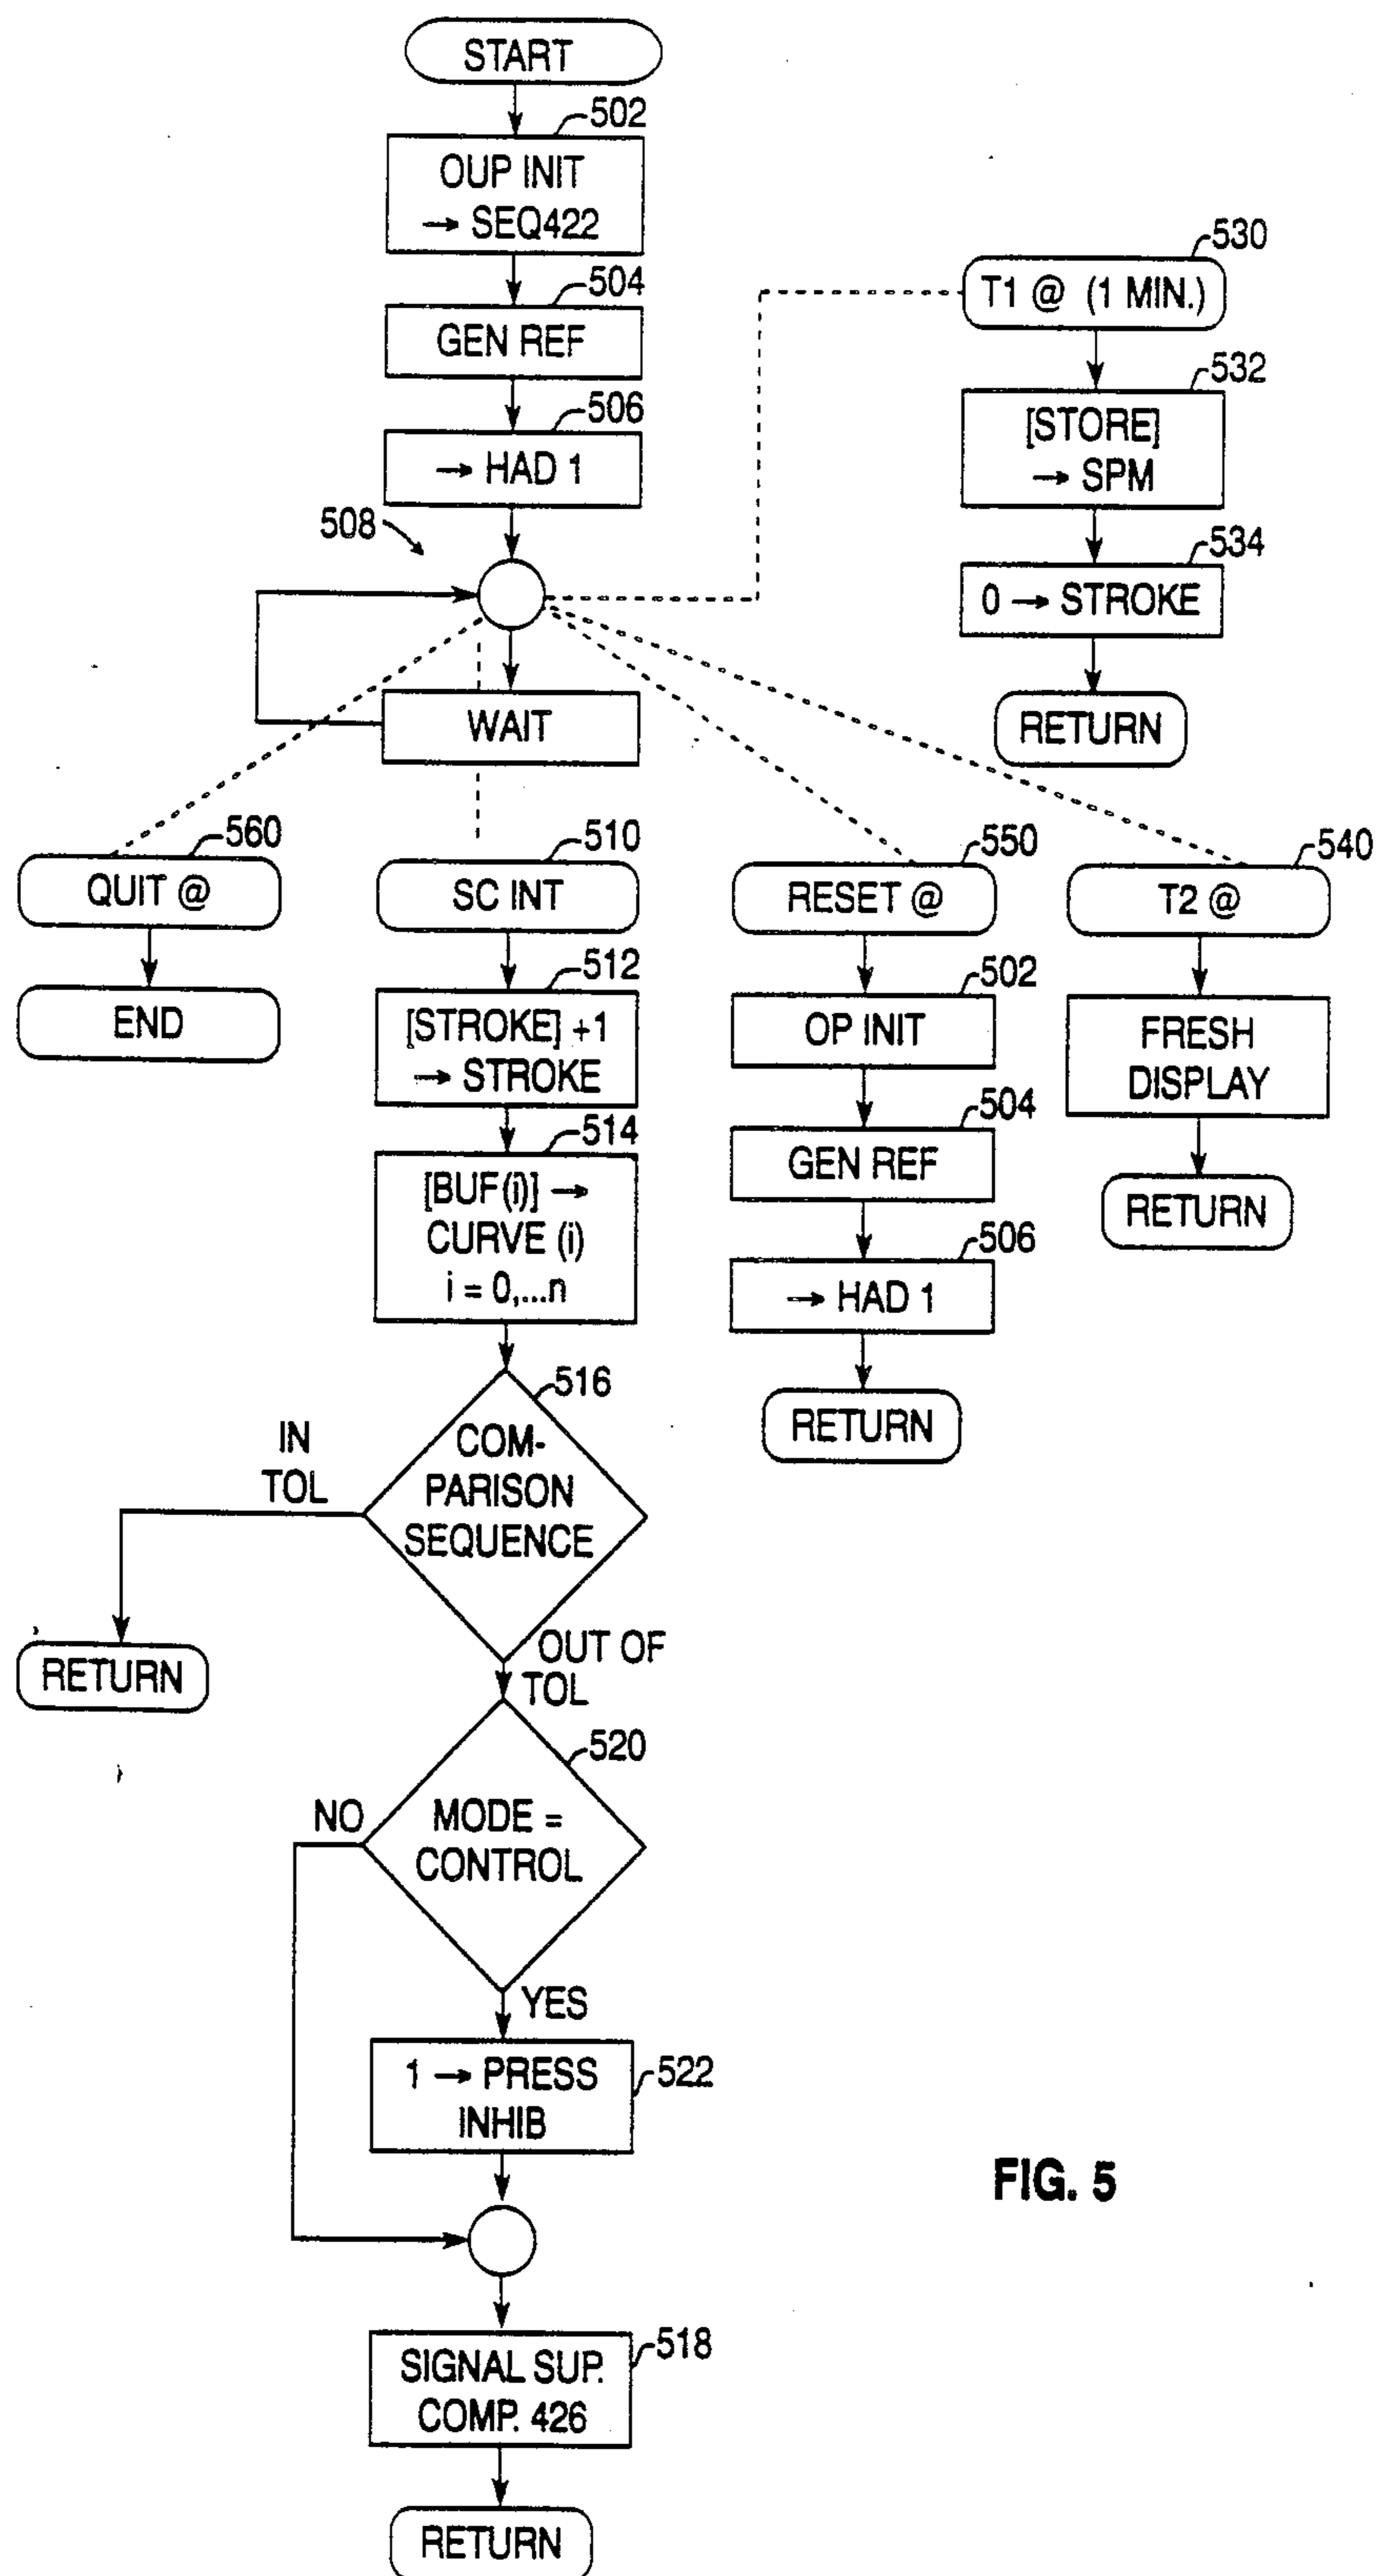 START
502
OUP INIT
→ SEQ422
504
GEN REF
506
→ HAD 1
508
WAIT
530
T1 @ (1 MIN.)
532
[STORE]
→ SPM
534
0 → STROKE
RETURN
560
QUIT @
END
510
SC INT
512
[STROKE] +1
→ STROKE
514
[BUF(i)] →
CURVE (i)
i = 0,...n
516
COM-
PARISON
SEQUENCE
IN
TOL
RETURN
OUT OF
TOL
520
MODE =
CONTROL
NO
YES
1 → PRESS
INHIB
522
518
SIGNAL SUP.
COMP. 426
RETURN
550
RESET @
502
OP INIT
504
GEN REF
506
→ HAD 1
RETURN
540
T2 @
FRESH
DISPLAY
RETURN
FIG. 5